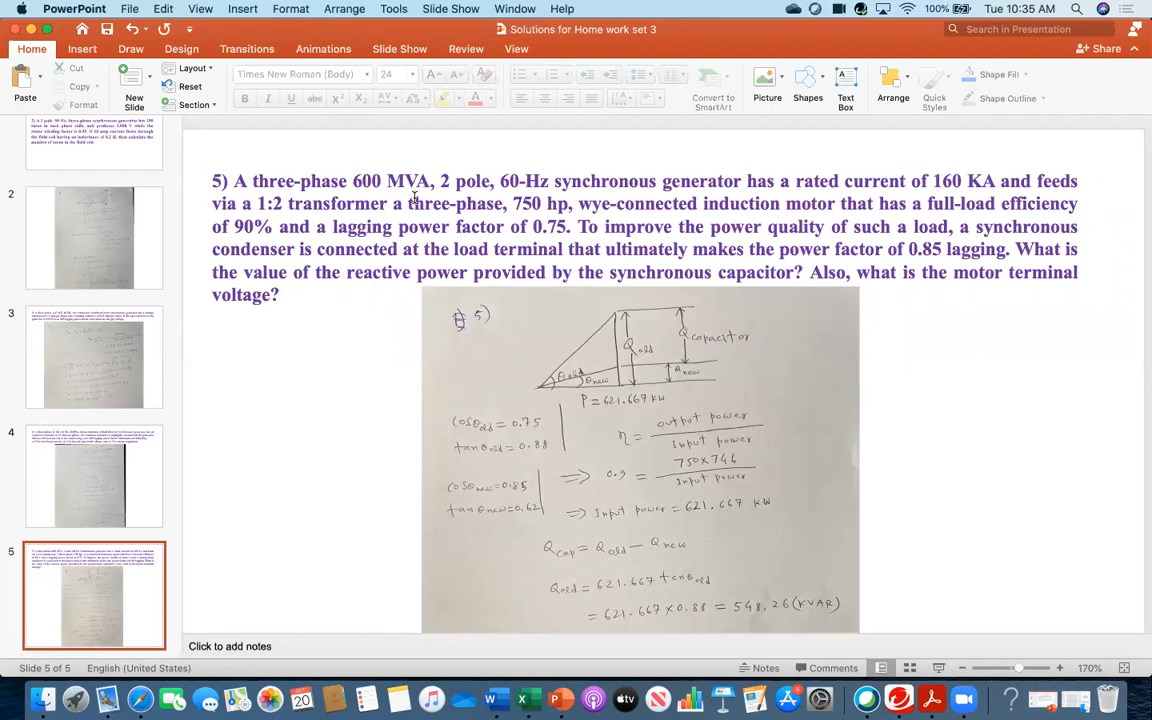 PowerPoint File Edit View Insert Format Arrange Tools Slide Show Window Help 100% Tue 10:35 AM
Solutions for Home work set 3
Search in Presentation
Home Insert Draw Design Transitions Animations Slide Show Review View
Share
Paste
Cut
Copy
Format
New Slide
Layout
Reset
Section
Times New Roman (Body) 24
Convert to SmartArt
Picture
Shapes
Text Box
Arrange
Quick Styles
Shape Fill
Shape Outline
2
3
4
5
5) A three-phase 600 MVA, 2 pole, 60-Hz synchronous generator has a rated current of 160 KA and feeds
via a 1:2 transformer a three-phase, 750 hp, wye-connected induction motor that has a full-load efficiency
of 90% and a lagging power factor of 0.75. To improve the power quality of such a load, a synchronous
condenser is connected at the load terminal that ultimately makes the power factor of 0.85 lagging. What is
the value of the reactive power provided by the synchronous capacitor? Also, what is the motor terminal
voltage?
5)
Qold
Qcapacitor
θold
θnew
Qnew
P = 621.667 KW
cosθold = 0.75
tanθold = 0.88
cosθnew = 0.85
tanθnew = 0.62
η = output power / Input power
⇒ 0.9 = 750×746 / Input power
⇒ Input power = 621.667 KW
Qcap = Qold − Qnew
Qold = 621.667 tanθold
= 621.667 × 0.88 = 548.26 (KVAR)
Click to add notes
Slide 5 of 5 English (United States) Notes Comments 170%
OCT
20